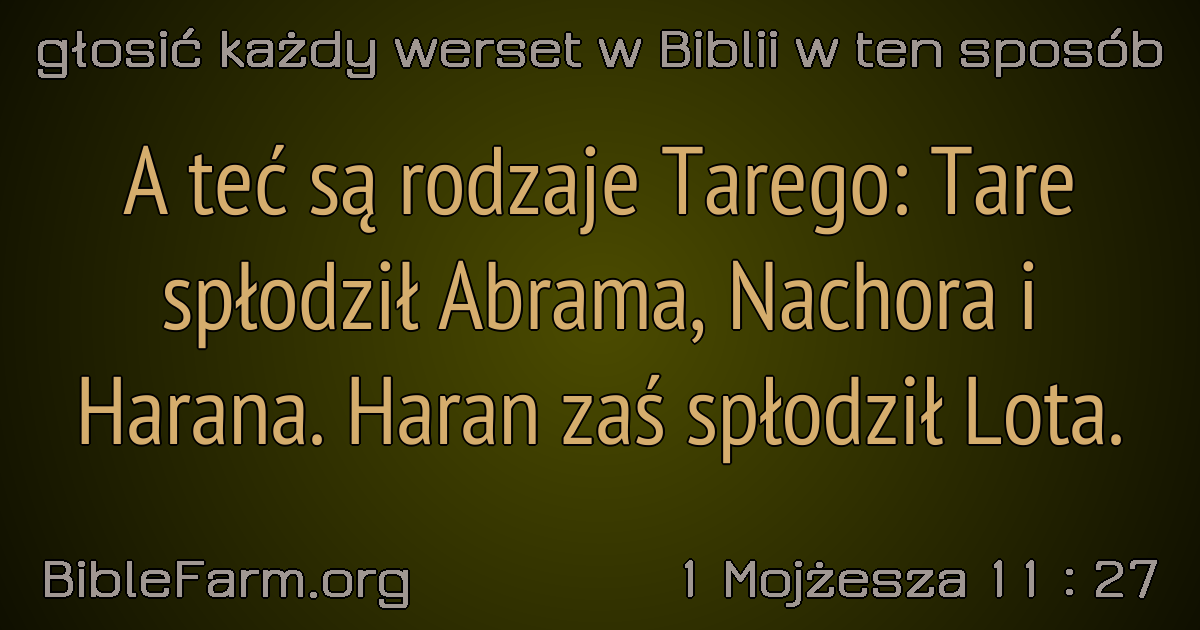 głosić każdy werset w Biblii w ten sposób
A teć są rodzaje Tarego: Tare
spłodził Abrama, Nachora i
Harana. Haran zaś spłodził Lota.
BibleFarm.org
1 Mojżesza 11 : 27